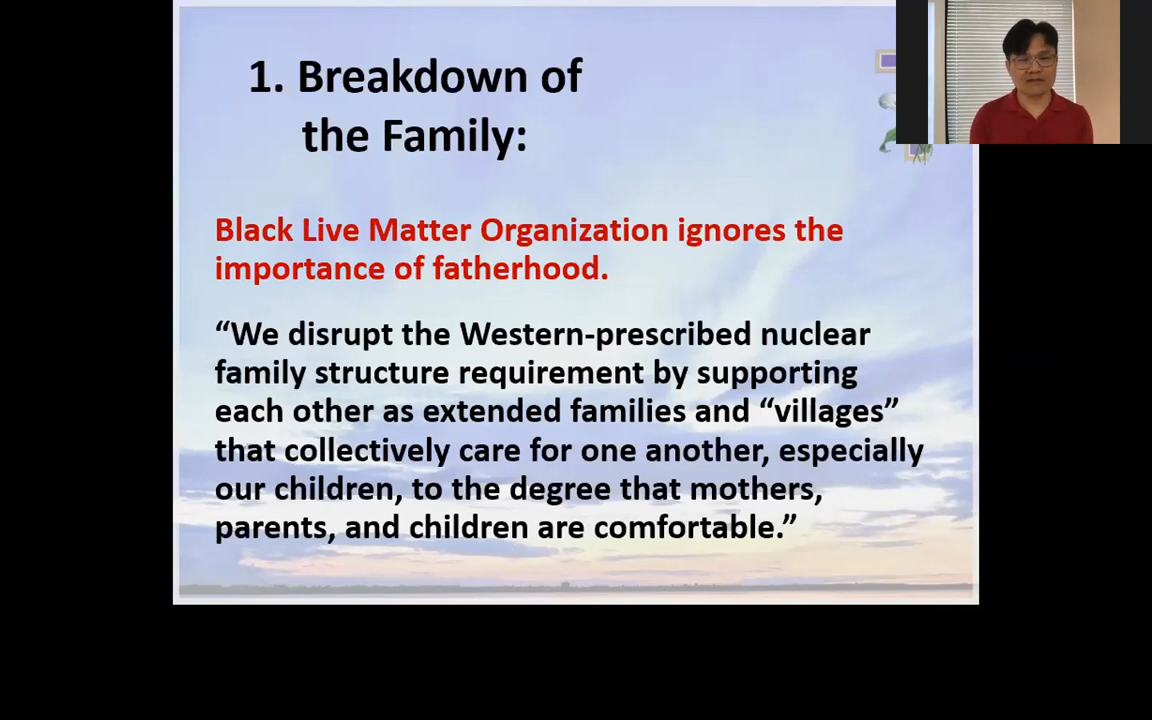 1. Breakdown of
the Family:
Black Live Matter Organization ignores the
importance of fatherhood.
“We disrupt the Western-prescribed nuclear
family structure requirement by supporting
each other as extended families and “villages”
that collectively care for one another, especially
our children, to the degree that mothers,
parents, and children are comfortable.”